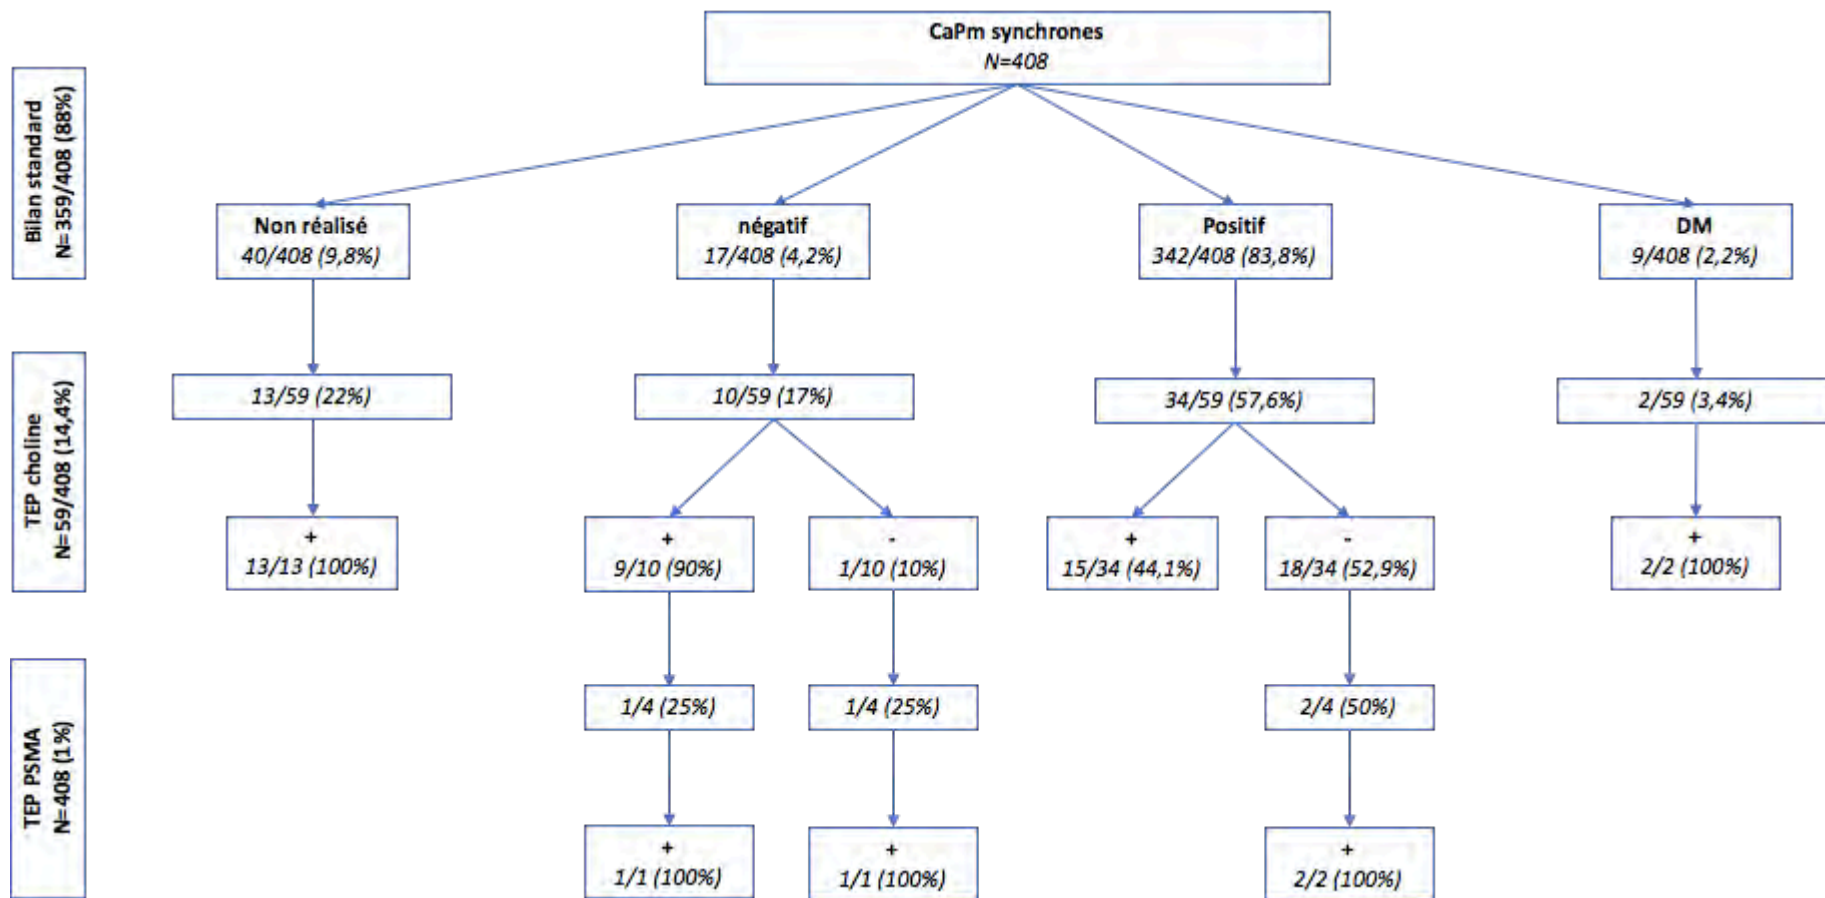 CaPm synchrones
N=408
Bilan standard
N=359/408 (88%)
Non réalisé
40/408 (9,8%)
négatif
17/408 (4,2%)
Positif
342/408 (83,8%)
DM
9/408 (2,2%)
TEP choline
N=59/408 (14,4%)
13/59 (22%)
10/59 (17%)
34/59 (57,6%)
2/59 (3,4%)
+
13/13 (100%)
+
9/10 (90%)
-
1/10 (10%)
+
15/34 (44,1%)
-
18/34 (52,9%)
+
2/2 (100%)
TEP PSMA
N=408 (1%)
1/4 (25%)
1/4 (25%)
2/4 (50%)
+
1/1 (100%)
+
1/1 (100%)
+
2/2 (100%)